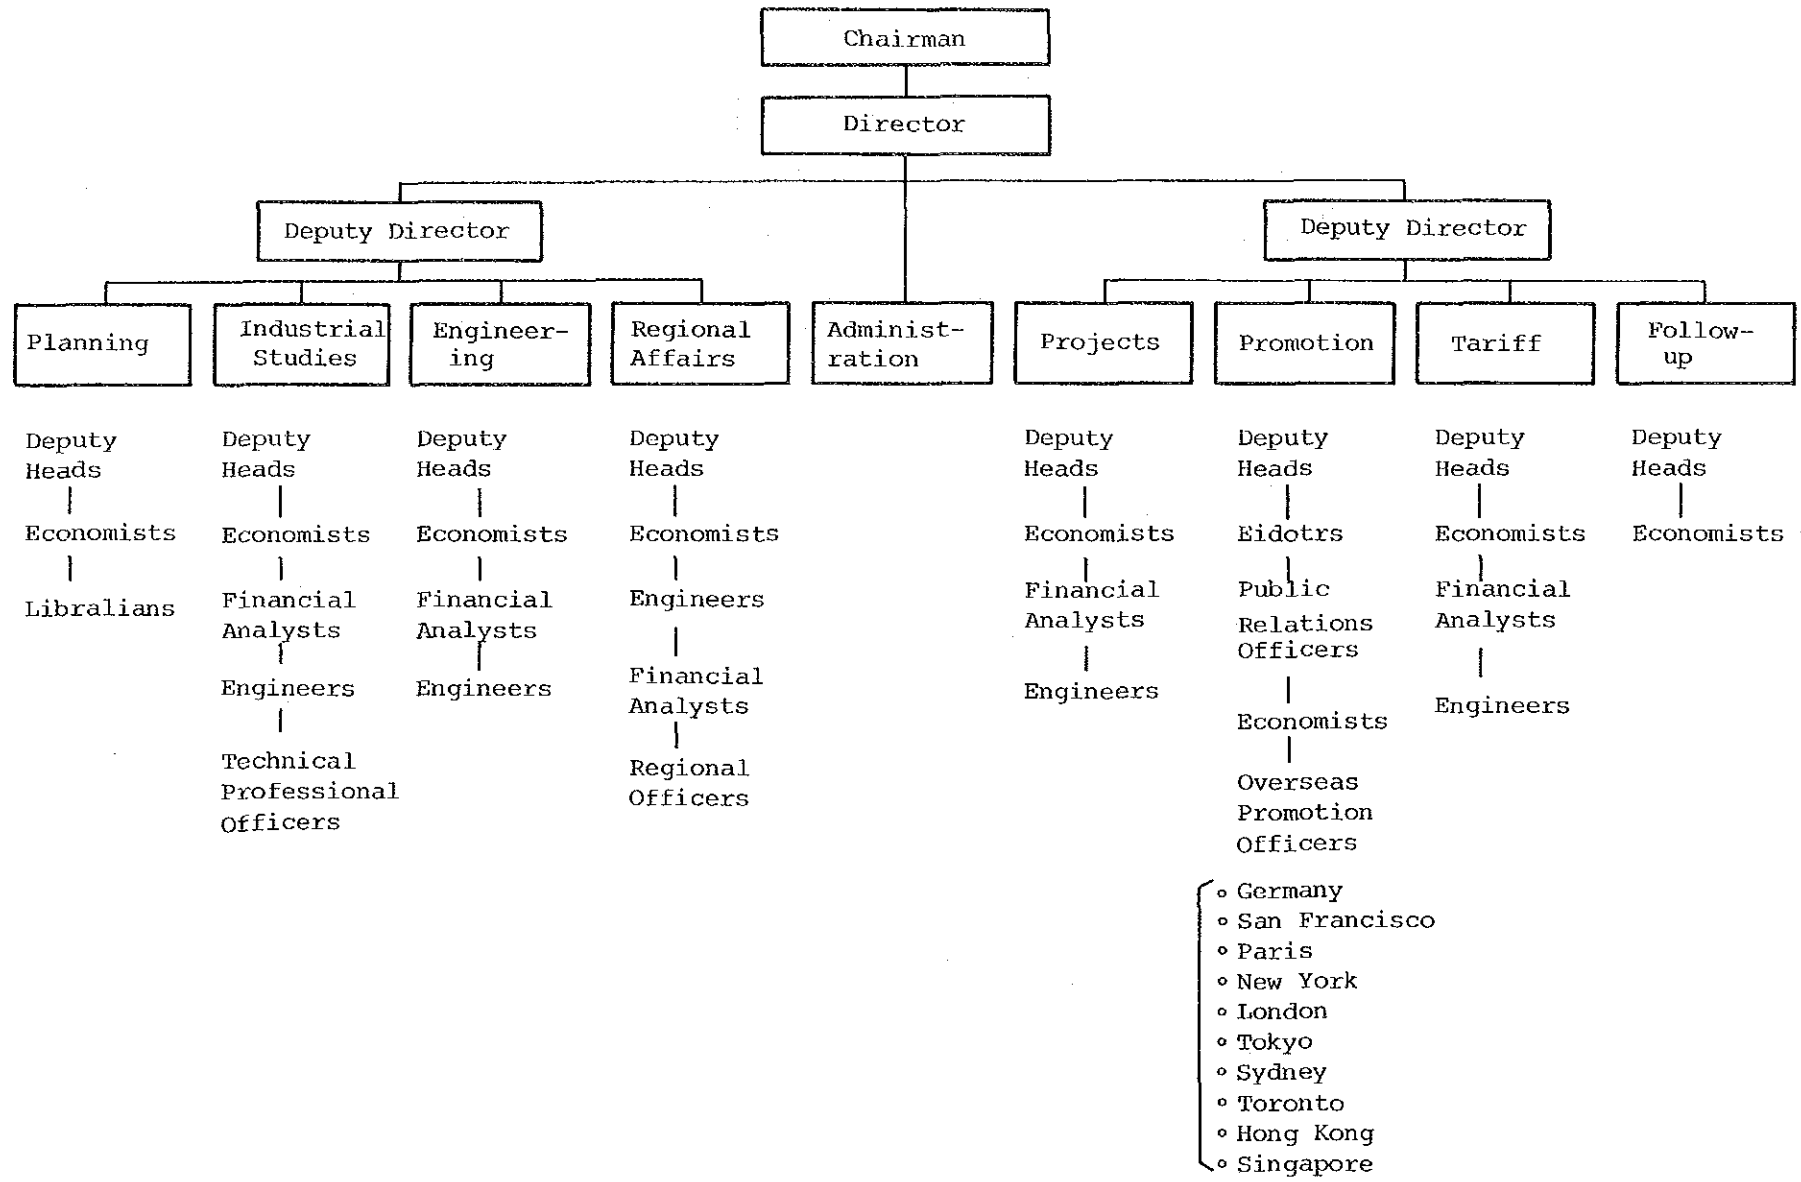 Chairman
Director
Deputy Director
Deputy Director
Planning
Industrial
Studies
Engineer-
ing
Regional
Affairs
Administ-
ration
Projects
Promotion
Tariff
Follow-
up
Deputy
Heads
Economists
Libralians
Deputy
Heads
Economists
Financial
Analysts
Engineers
Technical
Professional
Officers
Deputy
Heads
Economists
Financial
Analysts
Engineers
Deputy
Heads
Economists
Engineers
Financial
Analysts
Regional
Officers
Deputy
Heads
Economists
Financial
Analysts
Engineers
Deputy
Heads
Eidotrs
Public
Relations
Officers
Economists
Overseas
Promotion
Officers
° Germany
° San Francisco
° Paris
° New York
° London
° Tokyo
° Sydney
° Toronto
° Hong Kong
° Singapore
Deputy
Heads
Economists
Financial
Analysts
Engineers
Deputy
Heads
Economists